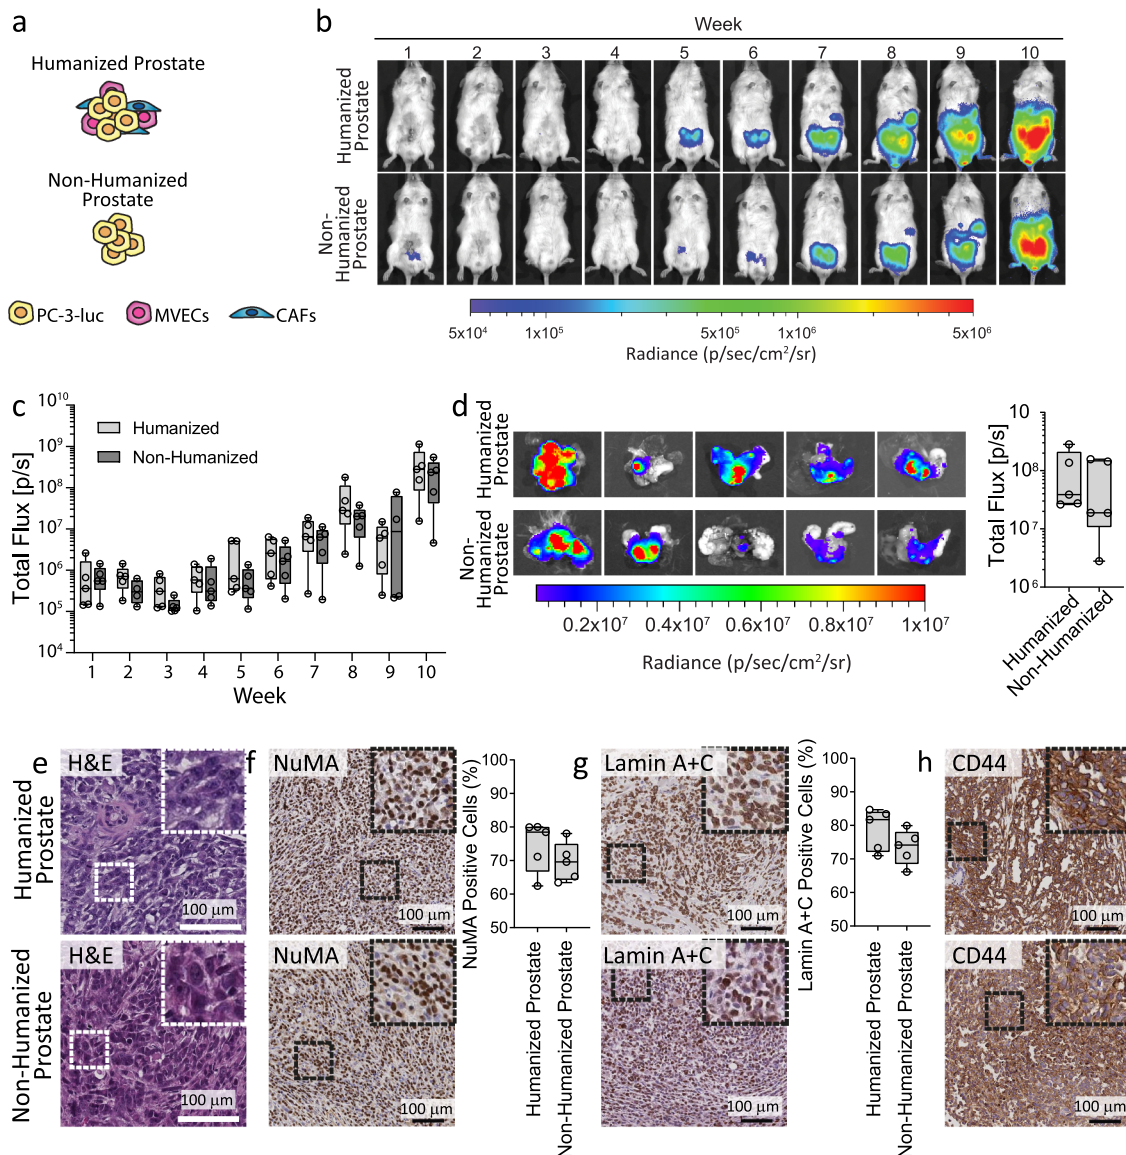 a
Humanized Prostate
Non-Humanized
Prostate
PC-3-luc
MVECs
CAFs
b
Week
1 2 3 4 5 6 7 8 9 10
Humanized
Prostate
Non-
Humanized
Prostate
5x10⁴ 1x10⁵ 5x10⁵ 1x10⁶ 5x10⁶
Radiance (p/sec/cm²/sr)
c
Total Flux [p/s]
10¹⁰
10⁹
10⁸
10⁷
10⁶
10⁵
10⁴
Humanized
Non-Humanized
1 2 3 4 5 6 7 8 9 10
Week
d
Humanized
Prostate
Non-
Humanized
Prostate
0.2x10⁷ 0.4x10⁷ 0.6x10⁷ 0.8x10⁷ 1x10⁷
Radiance (p/sec/cm²/sr)
Total Flux [p/s]
10
10⁸
10⁷
10⁶
Humanized
Non-Humanized
e
Humanized
Prostate
Non-Humanized
Prostate
H&E
100 µm
H&E
100 µm
f
NuMA
100 µm
NuMA
100 µm
NuMA Positive Cells (%)
100
90
80
70
60
50
Humanized Prostate
Non-Humanized Prostate
g
Lamin A+C
100 µm
Lamin A+C
100 µm
Lamin A+C Positive Cells (%)
100
90
80
70
60
50
Humanized Prostate
Non-Humanized Prostate
h
CD44
100 µm
CD44
100 µm